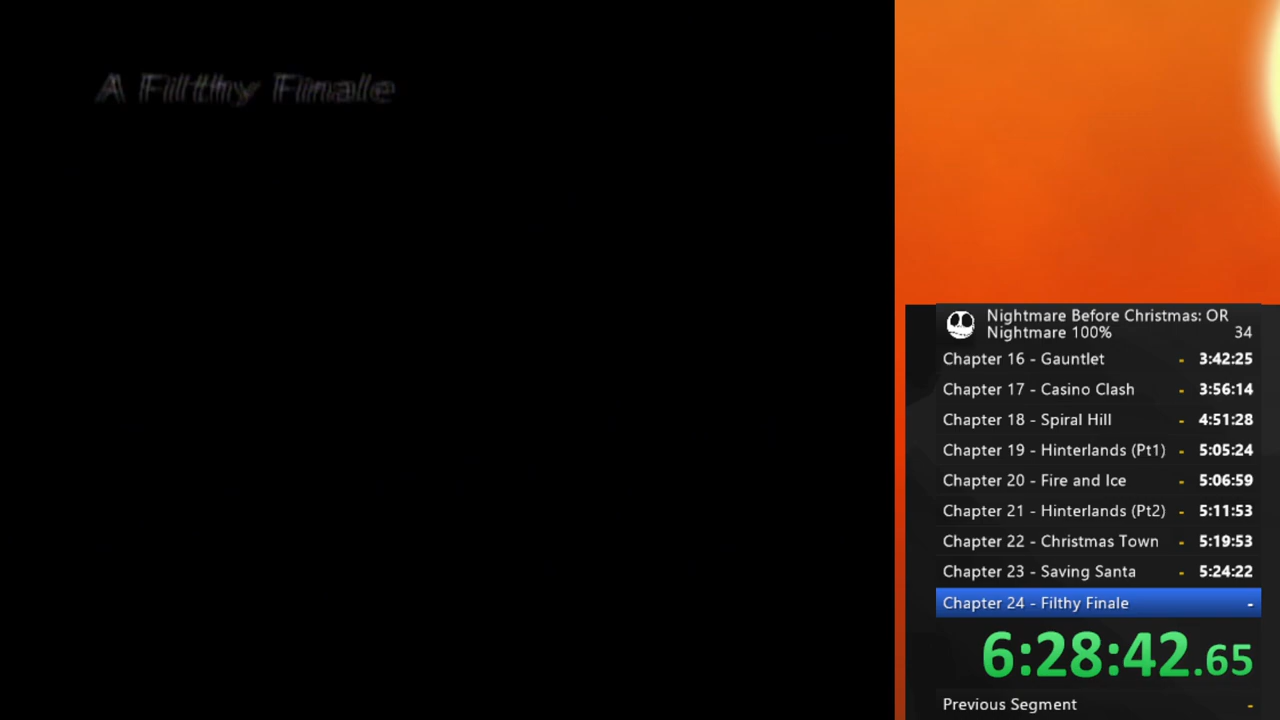 A Filthy Finale
Nightmare Before Christmas: OR
Nightmare 100% 34
Chapter 16 - Gauntlet - 3:42:25
Chapter 17 - Casino Clash - 3:56:14
Chapter 18 - Spiral Hill - 4:51:28
Chapter 19 - Hinterlands (Pt1) - 5:05:24
Chapter 20 - Fire and Ice - 5:06:59
Chapter 21 - Hinterlands (Pt2) - 5:11:53
Chapter 22 - Christmas Town - 5:19:53
Chapter 23 - Saving Santa - 5:24:22
Chapter 24 - Filthy Finale -
6:28:42.65
Previous Segment -